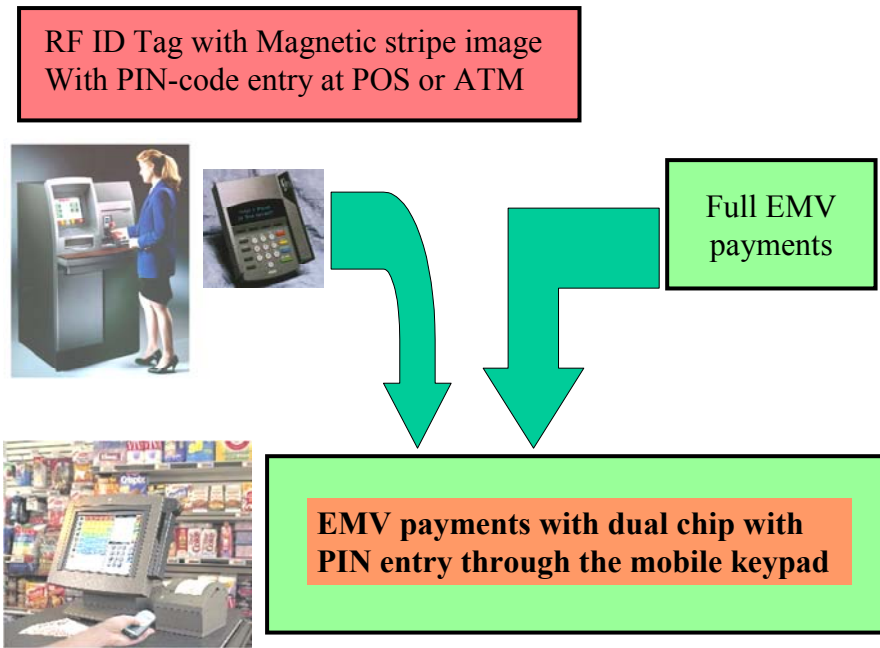 RF ID Tag with Magnetic stripe image
With PIN-code entry at POS or ATM
Full EMV
payments
Crispix
EMV payments with dual chip with
PIN entry through the mobile keypad